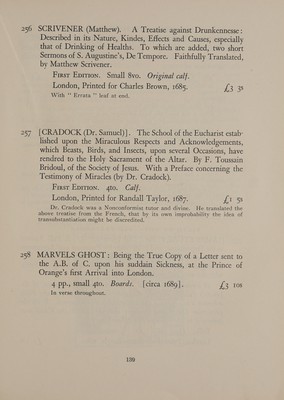 256 SCRIVENER (Matthew). A Treatise against Drunkennesse:
Described in its Nature, Kindes, Effects and Causes, especially
that of Drinking of Healths. To which are added, two short
Sermons of S. Augustine's, De Tempore. Faithfully Translated,
by Matthew Scrivener.
FIRST EDITION. Small 8vo. Original calf.
London, Printed for Charles Brown, 1685. £3 3s
With " Errata " leaf at end.
257 [CRADOCK (Dr. Samuel)]. The School of the Eucharist estab-
lished upon the Miraculous Respects and Acknowledgements,
which Beasts, Birds, and Insects, upon several Occasions, have
rendred to the Holy Sacrament of the Altar. By F. Toussain
Bridoul, of the Society of Jesus. With a Preface concerning the
Testimony of Miracles (by Dr. Cradock).
FIRST EDITION. 4to. Calf.
London, Printed for Randall Taylor, 1687. £1 5s
Dr. Cradock was a Nonconformist tutor and divine. He translated the
above treatise from the French, that by its own improbability the idea of
transubstantiation might be discredited.
258 MARVELS GHOST: Being the True Copy of a Letter sent to
the A.B. of C. upon his suddain Sickness, at the Prince of
Orange's first Arrival into London.
4 pp., small 4to. Boards. [circa 1689]. £3 10s
In verse throughout.
130